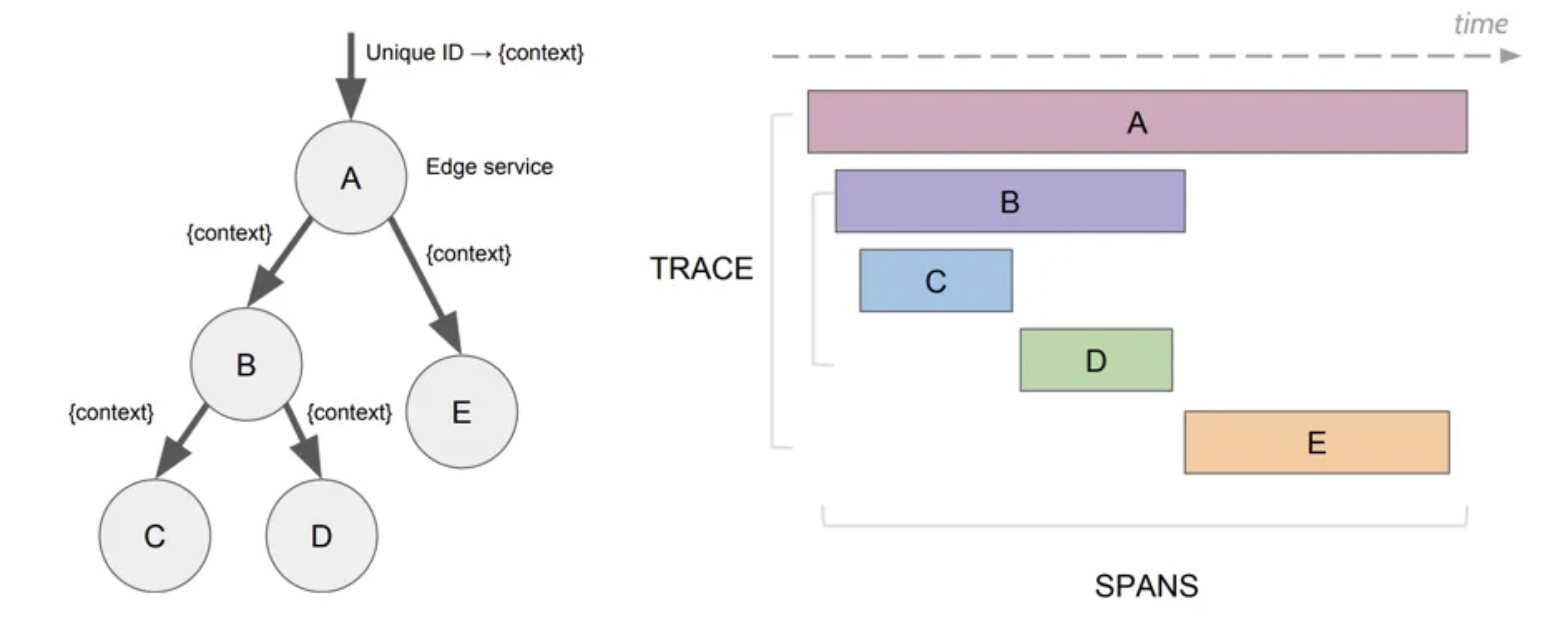 Unique ID → {context}
A
Edge service
{context}
{context}
B
E
{context}
{context}
C
D
time
A
B
TRACE
C
D
E
SPANS